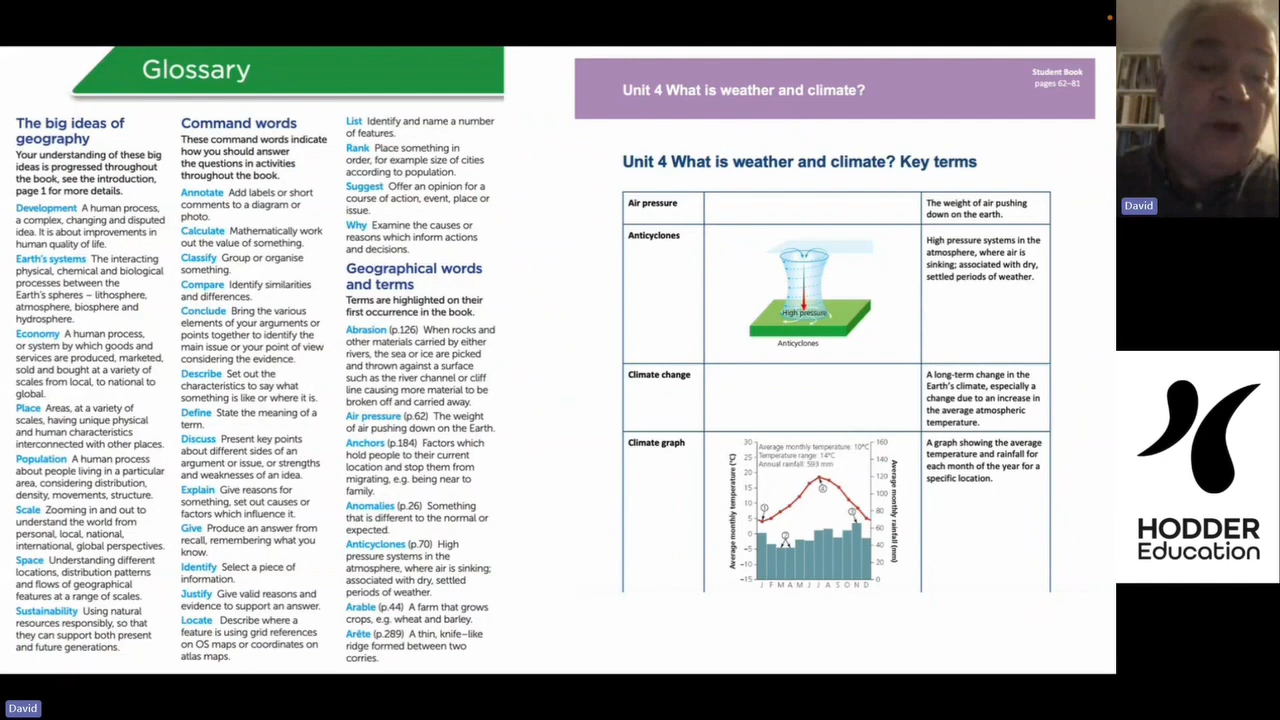 Glossary
The big ideas of
geography
Your understanding of these big
ideas is progressed throughout
the book, see the introduction,
page 1 for more details.
Development A human process,
a complex, changing and disputed
idea. It is about improvements in
human quality of life.
Earth's systems The interacting
physical, chemical and biological
processes between the
Earth's spheres – lithosphere,
atmosphere, biosphere and
hydrosphere.
Economy A human process,
or system by which goods and
services are produced, marketed,
sold and bought at a variety of
scales from local, to national to
global.
Place Areas, at a variety of
scales, having unique physical
and human characteristics
interconnected with other places.
Population A human process
about people living in a particular
area, considering distribution,
density, movements, structure.
Scale Zooming in and out to
understand the world from
personal, local, national,
international, global perspectives.
Space Understanding different
locations, distribution patterns
and flows of geographical
features at a range of scales.
Sustainability Using natural
resources responsibly, so that
they can support both present
and future generations.
Command words
These command words indicate
how you should answer
the questions in activities
throughout the book.
Annotate Add labels or short
comments to a diagram or
photo.
Calculate Mathematically work
out the value of something.
Classify Group or organise
something.
Compare Identify similarities
and differences.
Conclude Bring the various
elements of your arguments or
points together to identify the
main issue or your point of view
considering the evidence.
Describe Set out the
characteristics to say what
something is like or where it is.
Define State the meaning of a
term.
Discuss Present key points
about different sides of an
argument or issue, or strengths
and weaknesses of an idea.
Explain Give reasons for
something, set out causes or
factors which influence it.
Give Produce an answer from
recall, remembering what you
know.
Identify Select a piece of
information.
Justify Give valid reasons and
evidence to support an answer.
Locate Describe where a
feature is using grid references
on OS maps or coordinates on
atlas maps.
List Identify and name a number
of features.
Rank Place something in
order, for example size of cities
according to population.
Suggest Offer an opinion for a
course of action, event, place or
issue.
Why Examine the causes or
reasons which inform actions
and decisions.
Geographical words
and terms
Terms are highlighted on their
first occurrence in the book.
Abrasion (p.126) When rocks and
other materials carried by either
rivers, the sea or ice are picked
and thrown against a surface
such as the river channel or cliff
line causing more material to be
broken off and carried away.
Air pressure (p.62) The weight
of air pushing down on the Earth.
Anchors (p.184) Factors which
hold people to their current
location and stop them from
migrating, e.g. being near to
family.
Anomalies (p.26) Something
that is different to the normal or
expected.
Anticyclones (p.70) High
pressure systems in the
atmosphere, where air is sinking;
associated with dry, settled
periods of weather.
Arable (p.44) A farm that grows
crops, e.g. wheat and barley.
Arête (p.289) A thin, knife–like
ridge formed between two
corries.
Unit 4 What is weather and climate?
Student Book
pages 62–81
Unit 4 What is weather and climate? Key terms
Air pressure
The weight of air pushing
down on the earth.
Anticyclones
High pressure
Anticyclones
High pressure systems in the
atmosphere, where air is
sinking; associated with dry,
settled periods of weather.
Climate change
A long-term change in the
Earth's climate, especially a
change due to an increase in
the average atmospheric
temperature.
Climate graph
Average monthly temperature: 10°C
Temperature range: 14°C
Annual rainfall: 593 mm
Average monthly temperature (°C)
30
25
20
15
10
5
0
−5
−10
−15
1
2
3
4
J F M A M J J A S O N D
160
140
120
100
80
60
40
20
0
Average monthly rainfall (mm)
A graph showing the average
temperature and rainfall for
each month of the year for a
specific location.
David
HODDER
Education
David